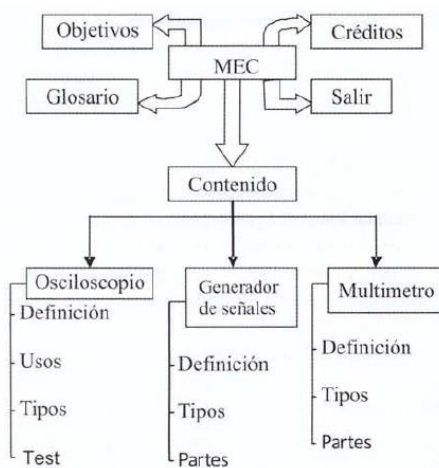 Objetivos
Créditos
MEC
Glosario
Salir
Contenido
Osciloscopio
Definición
Usos
Tipos
Test
Generador
de señales
Definición
Tipos
Partes
Multimetro
Definición
Tipos
Partes